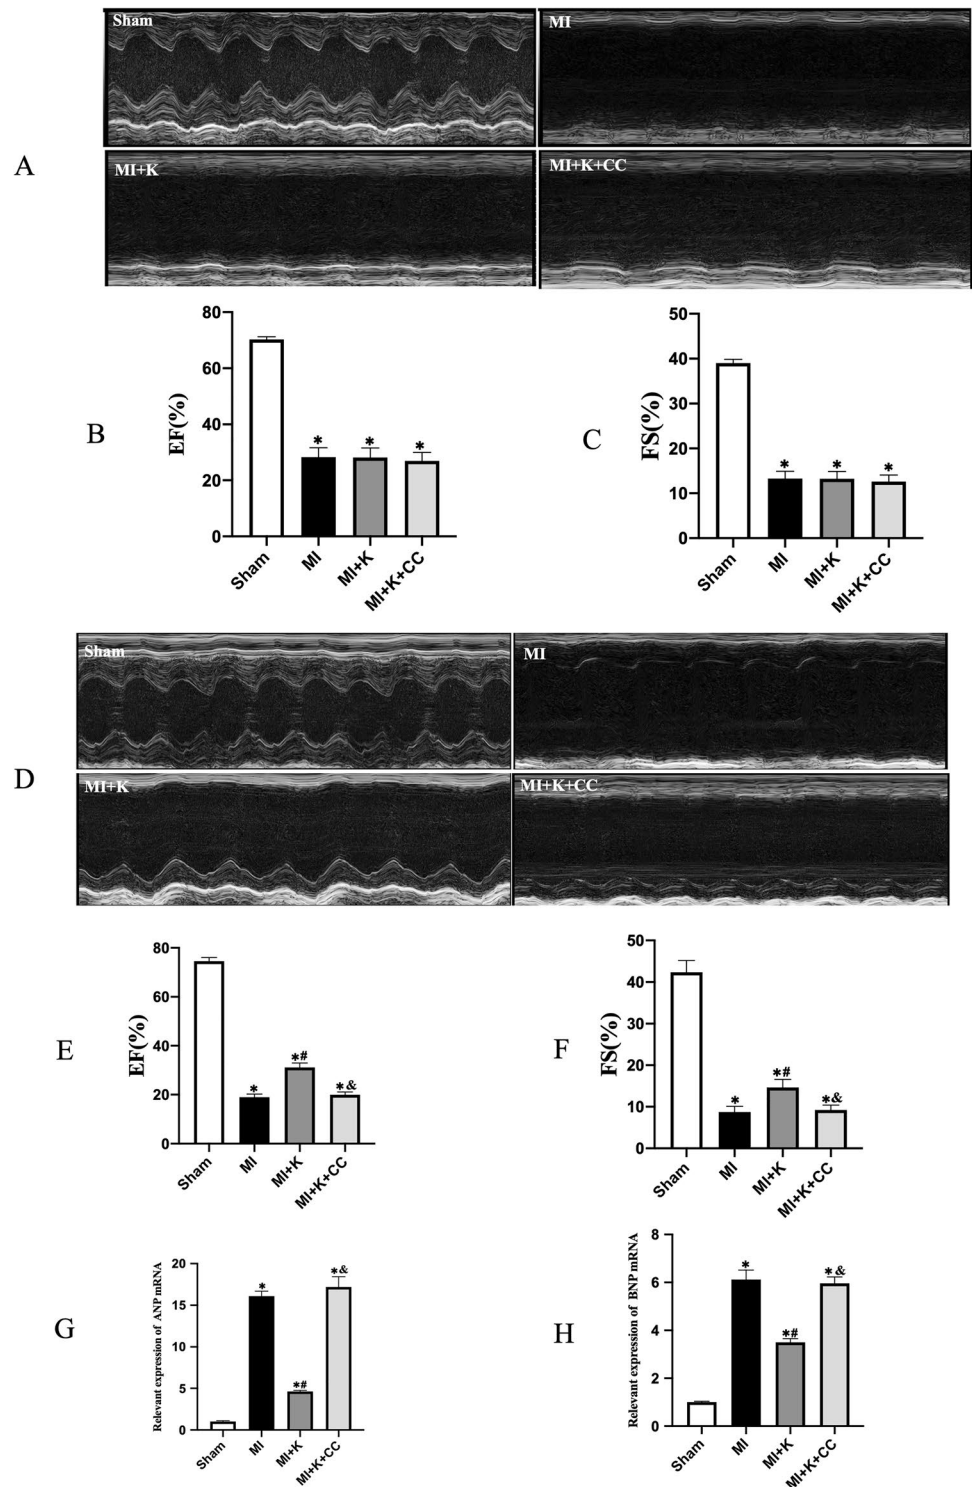 A
Sham
MI
MI+K
MI+K+CC
B
EF(%)
80
60
40
20
0
*
*
*
Sham
MI
MI+K
MI+K+CC
C
FS(%)
50
40
30
20
10
0
*
*
*
Sham
MI
MI+K
MI+K+CC
D
Sham
MI
MI+K
MI+K+CC
E
EF(%)
80
60
40
20
0
*
*#
*&
Sham
MI
MI+K
MI+K+CC
F
FS(%)
50
40
30
20
10
0
*
*#
*&
Sham
MI
MI+K
MI+K+CC
G
Relevant expression of ANP mRNA
20
15
10
5
0
*
*#
*&
Sham
MI
MI+K
MI+K+CC
H
Relevant expression of BNP mRNA
8
6
4
2
0
*
*#
*&
Sham
MI
MI+K
MI+K+CC